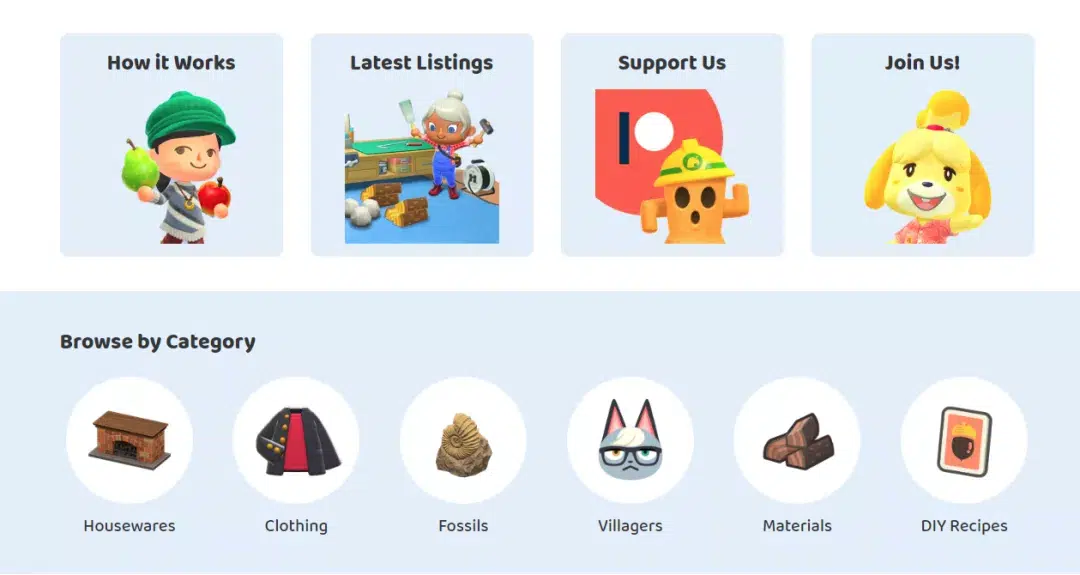 How it Works
Latest Listings
Support Us
Join Us!
Browse by Category
Housewares
Clothing
Fossils
Villagers
Materials
DIY Recipes